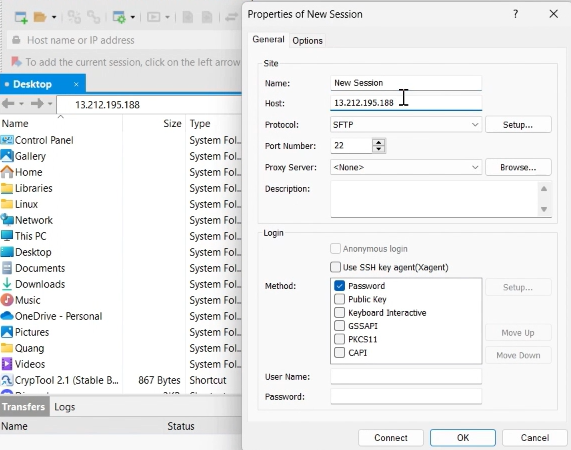 Host name or IP address
To add the current session, click on the left arrow
Desktop
13.212.195.188
Name Size Type
Control Panel System Fol...
Gallery System Fol...
Home System Fol...
Libraries System Fol...
Linux System Fol...
Network System Fol...
This PC System Fol...
Desktop System Fol...
Documents System Fol...
Downloads System Fol...
Music System Fol...
OneDrive - Personal System Fol...
Pictures System Fol...
Quang System Fol...
Videos System Fol...
CrypTool 2.1 (Stable B... 867 Bytes Shortcut
Transfers Logs
Name Status
Properties of New Session ?
General Options
Site
Name: New Session
Host: 13.212.195.188
Protocol: SFTP Setup...
Port Number: 22
Proxy Server: <None> Browse...
Description:
Login
Anonymous login
Use SSH key agent(Xagent)
Method: Password Setup...
Public Key
Keyboard Interactive
GSSAPI
PKCS11
CAPI
Move Up
Move Down
User Name:
Password:
Connect OK Cancel